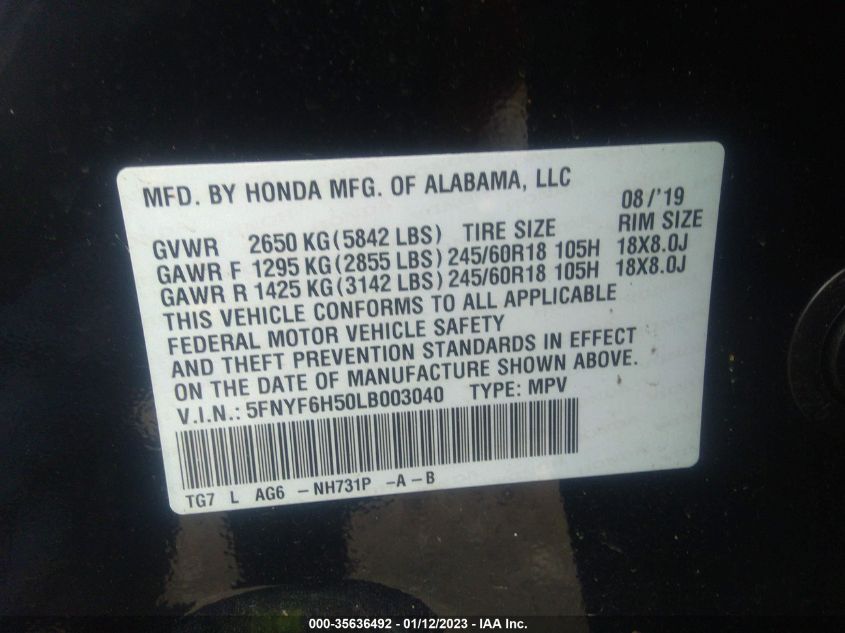 MFD. BY HONDA MFG. OF ALABAMA, LLC 08/'19
GVWR 2650 KG(5842 LBS) TIRE SIZE RIM SIZE
GAWR F 1295 KG(2855 LBS) 245/60R18 105H 18X8.0J
GAWR R 1425 KG(3142 LBS) 245/60R18 105H 18X8.0J
THIS VEHICLE CONFORMS TO ALL APPLICABLE
FEDERAL MOTOR VEHICLE SAFETY
AND THEFT PREVENTION STANDARDS IN EFFECT
ON THE DATE OF MANUFACTURE SHOWN ABOVE.
V.I.N.: 5FNYF6H50LB003040 TYPE: MPV
TG7 L AG6 -NH731P -A-B
000-35636492 - 01/12/2023 - IAA Inc.